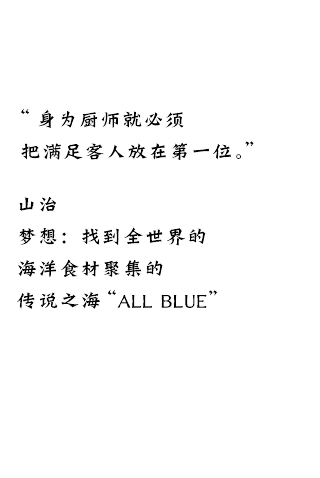 “身为厨师就必须
把满足客人放在第一位。”
山治
梦想：找到全世界的
海洋食材聚集的
传说之海“ALL BLUE”